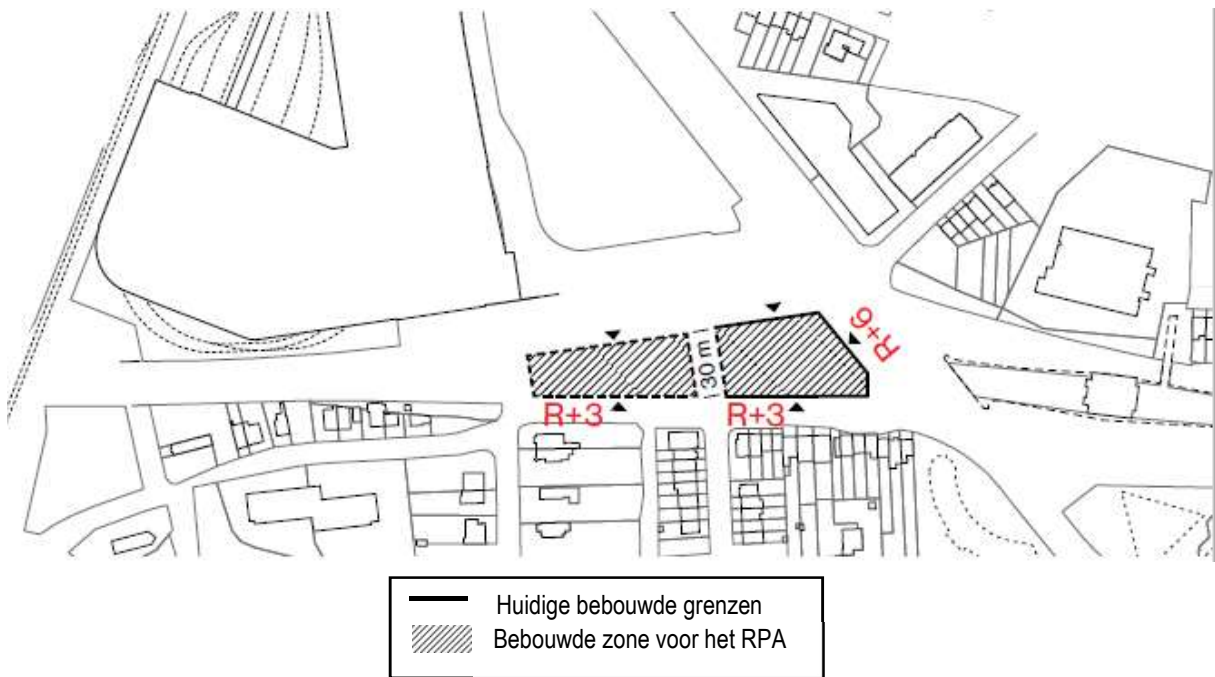 R+6
30 m
R+3
R+3
Huidige bebouwde grenzen
Bebouwde zone voor het RPA